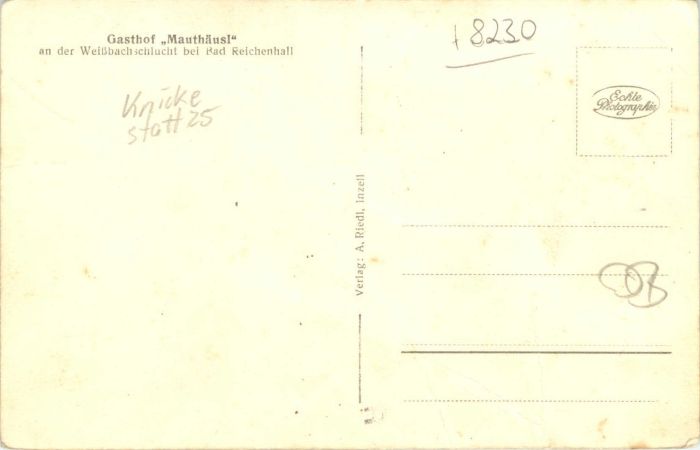 Gasthof „Mauthäusl"
an der Weißbachschlucht bei Bad Reichenhall
+8230
Knicke
statt 25
Echte
Photographie
Verlag: A. Riedl, Inzell